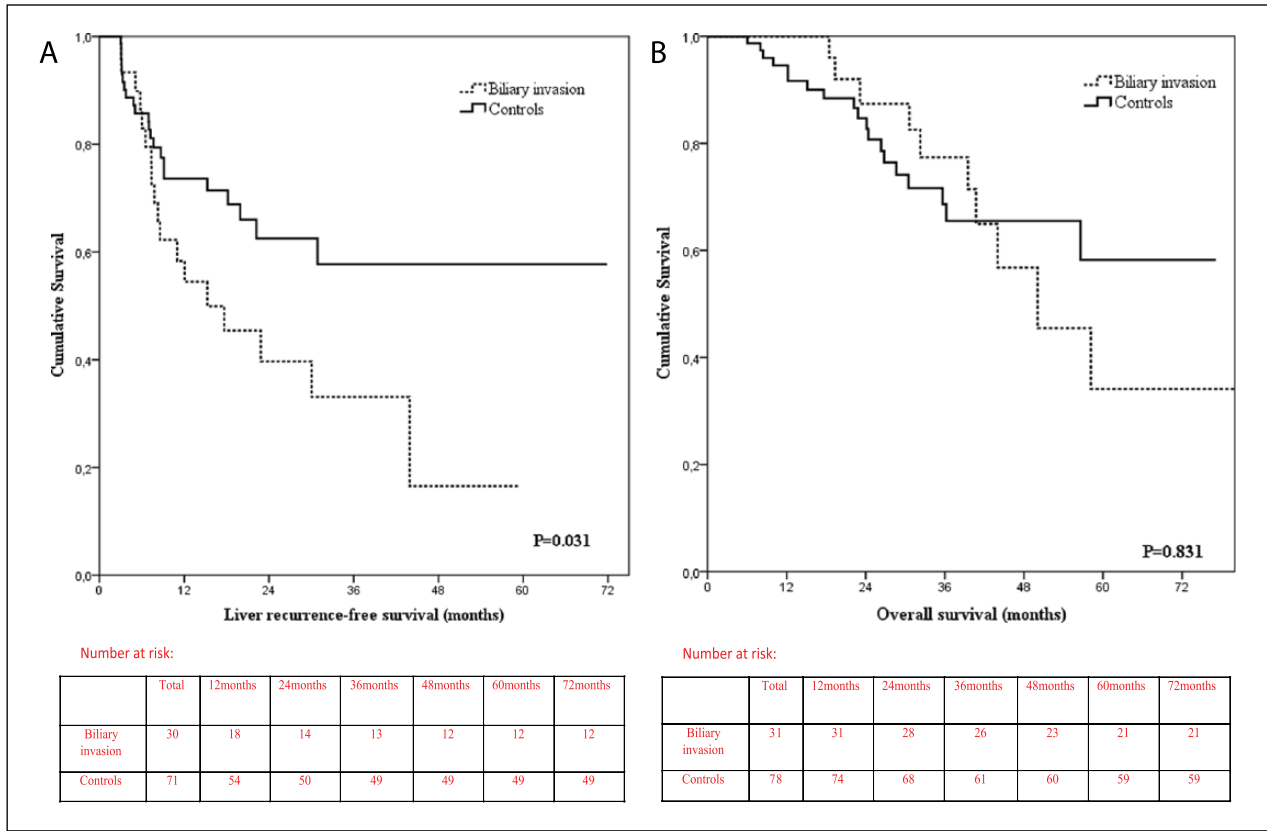 A
1,0
0,8
0,6
0,4
0,2
0,0
Cumulative Survival
Biliary invasion
Controls
P=0.031
0 12 24 36 48 60 72
Liver recurrence-free survival (months)
Number at risk:
Total 12months 24months 36months 48months 60months 72months
Biliary invasion 30 18 14 13 12 12 12
Controls 71 54 50 49 49 49 49
B
1,0
0,8
0,6
0,4
0,2
0,0
Cumulative Survival
Biliary invasion
Controls
P=0.831
0 12 24 36 48 60 72
Overall survival (months)
Number at risk:
Total 12months 24months 36months 48months 60months 72months
Biliary invasion 31 31 28 26 23 21 21
Controls 78 74 68 61 60 59 59